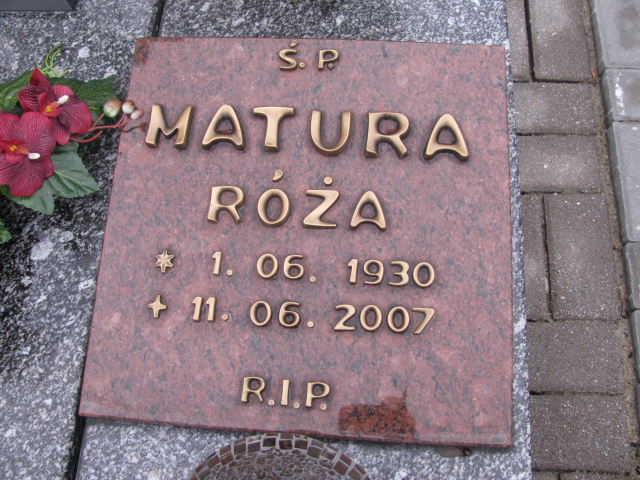 Ś.P.
MATURA
RÓŻA
* 1. 06. 1930
+ 11. 06. 2007
R.I.P.